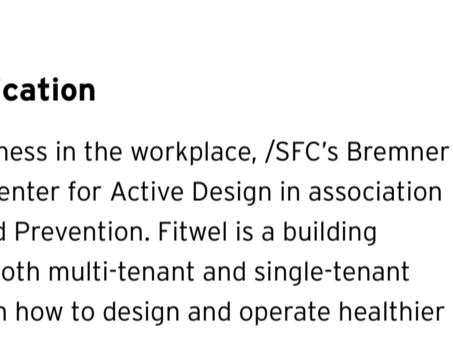 cation
ness in the workplace, /SFC's Bremner
enter for Active Design in association
d Prevention. Fitwel is a building
oth multi-tenant and single-tenant
n how to design and operate healthier